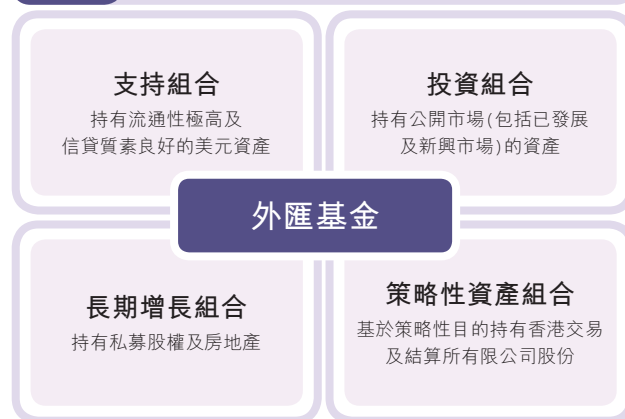 支持組合
持有流通性極高及
信貸質素良好的美元資產
投資組合
持有公開市場(包括已發展
及新興市場)的資產
外匯基金
長期增長組合
持有私募股權及房地產
策略性資產組合
基於策略性目的持有香港交易
及結算所有限公司股份